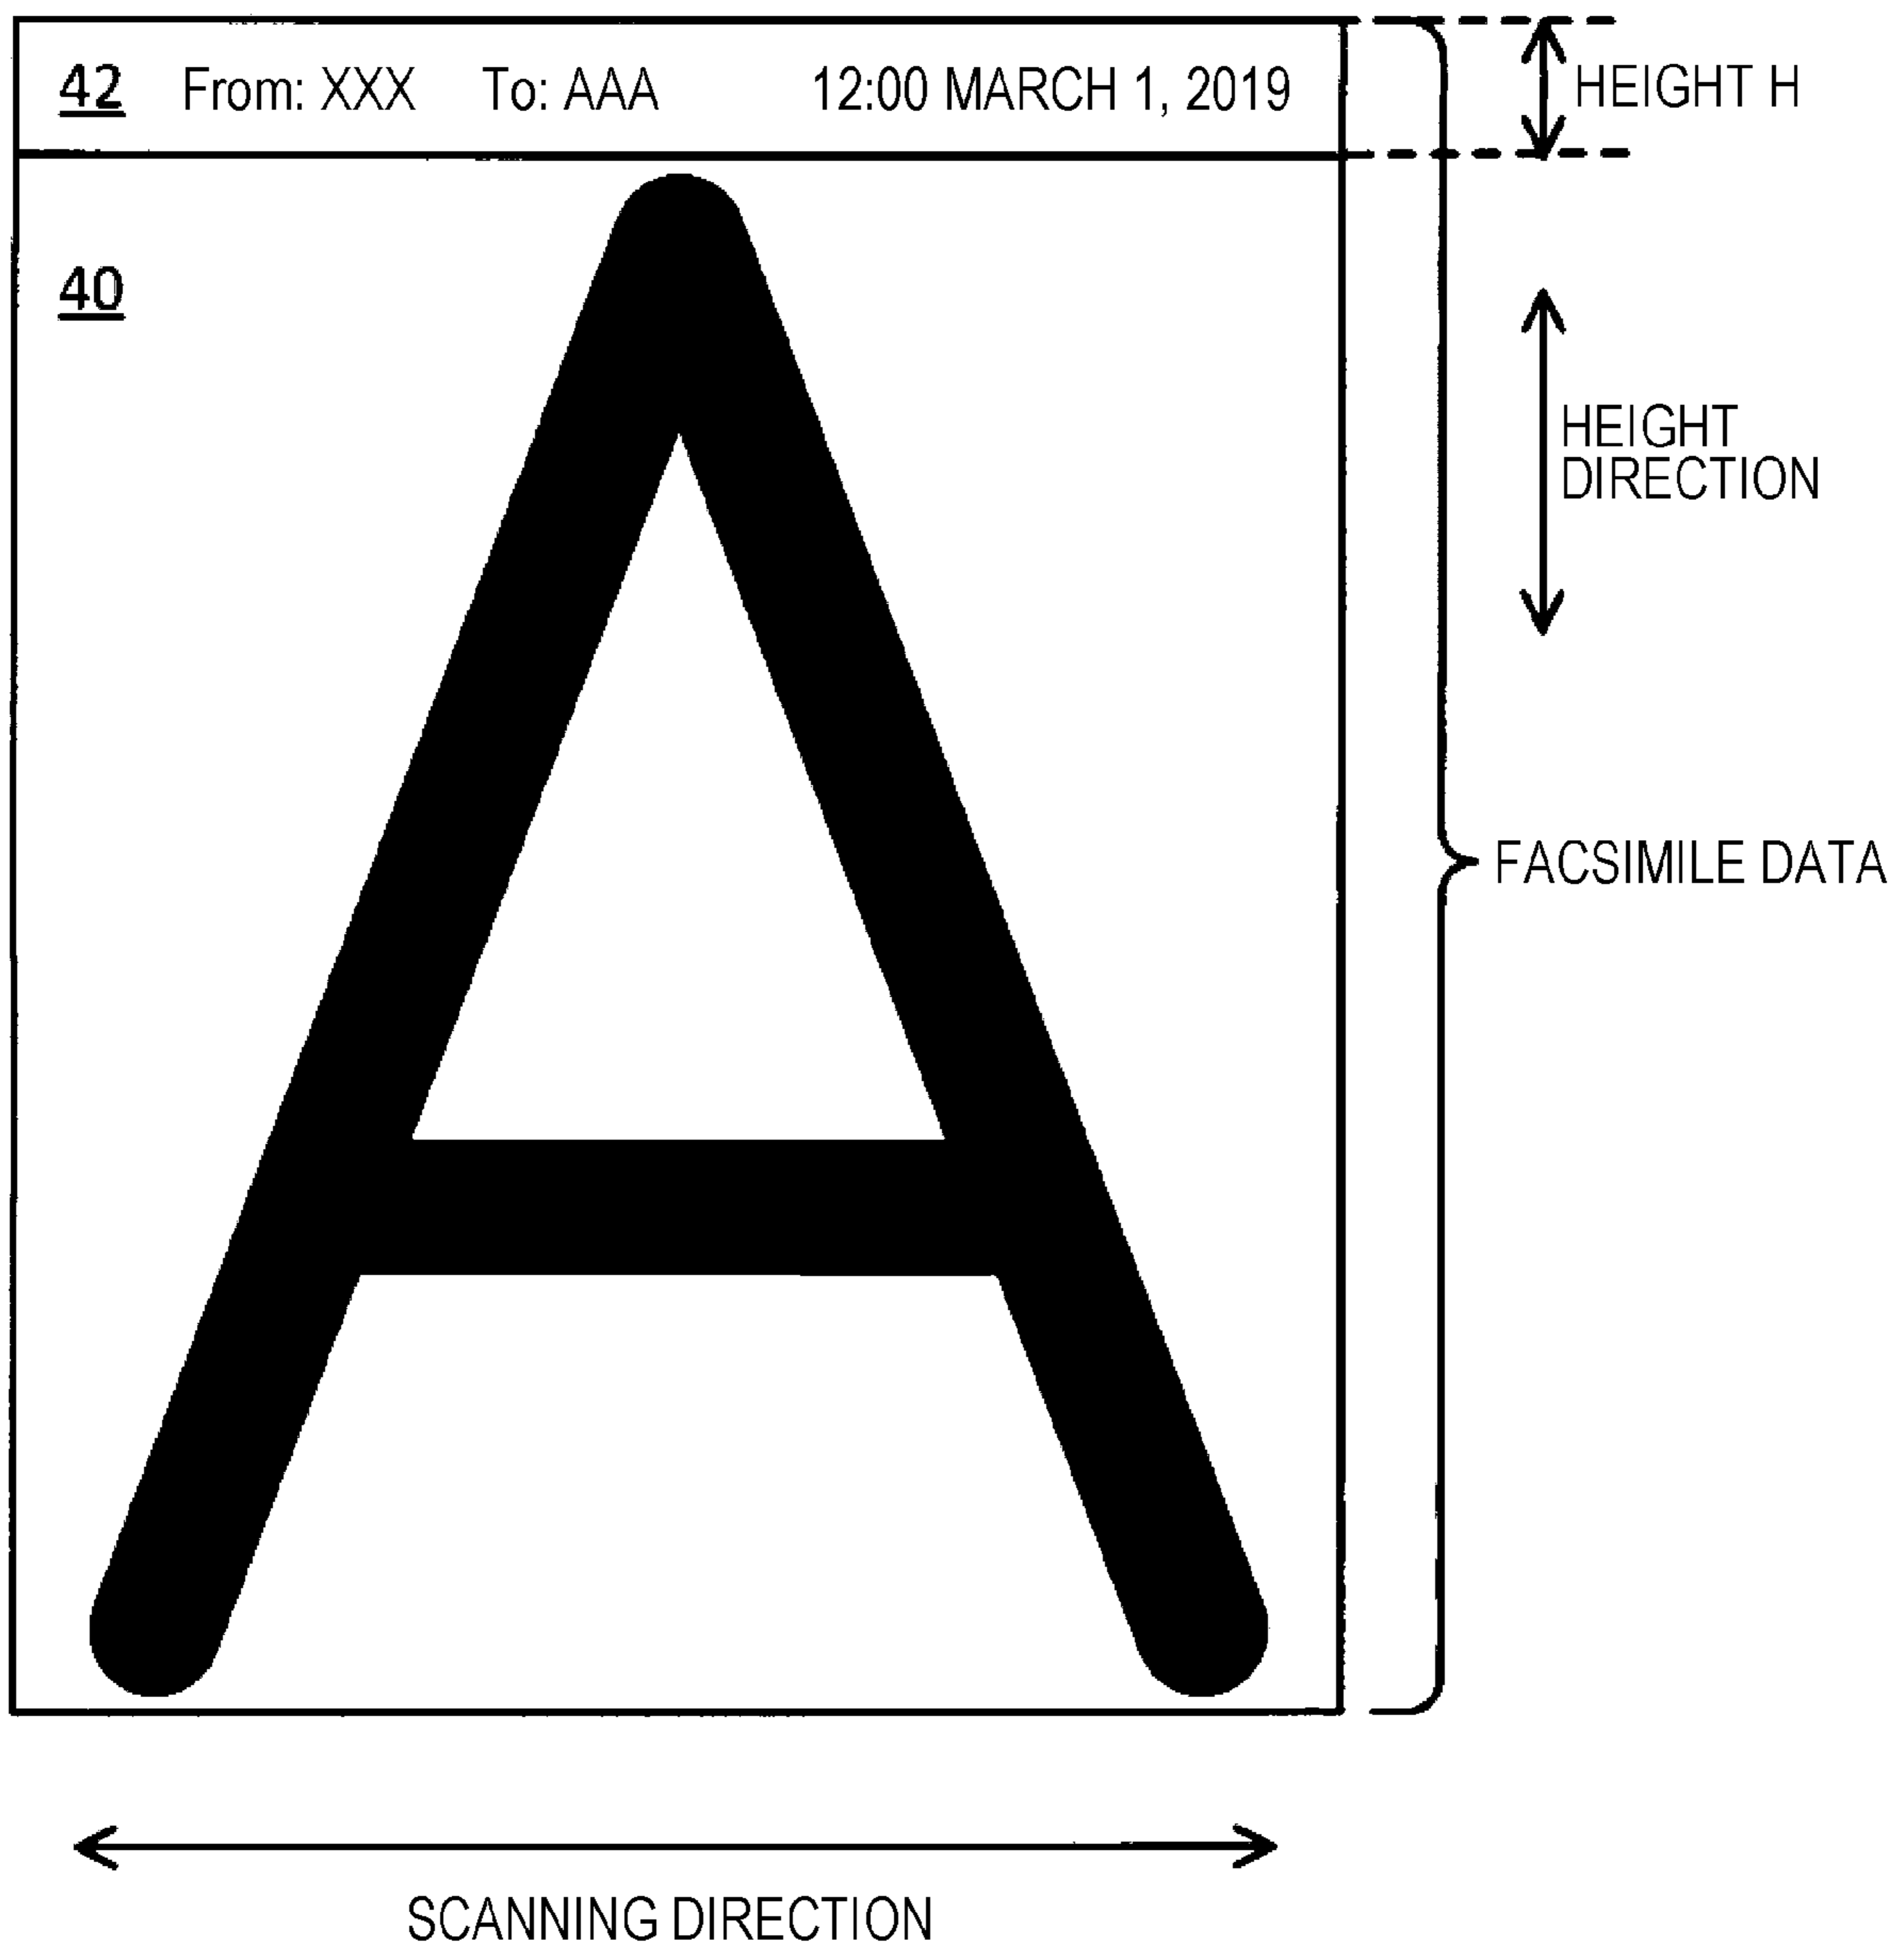 42 From: XXX To: AAA 12:00 MARCH 1, 2019
HEIGHT H
40
HEIGHT
DIRECTION
A
FACSIMILE DATA
SCANNING DIRECTION